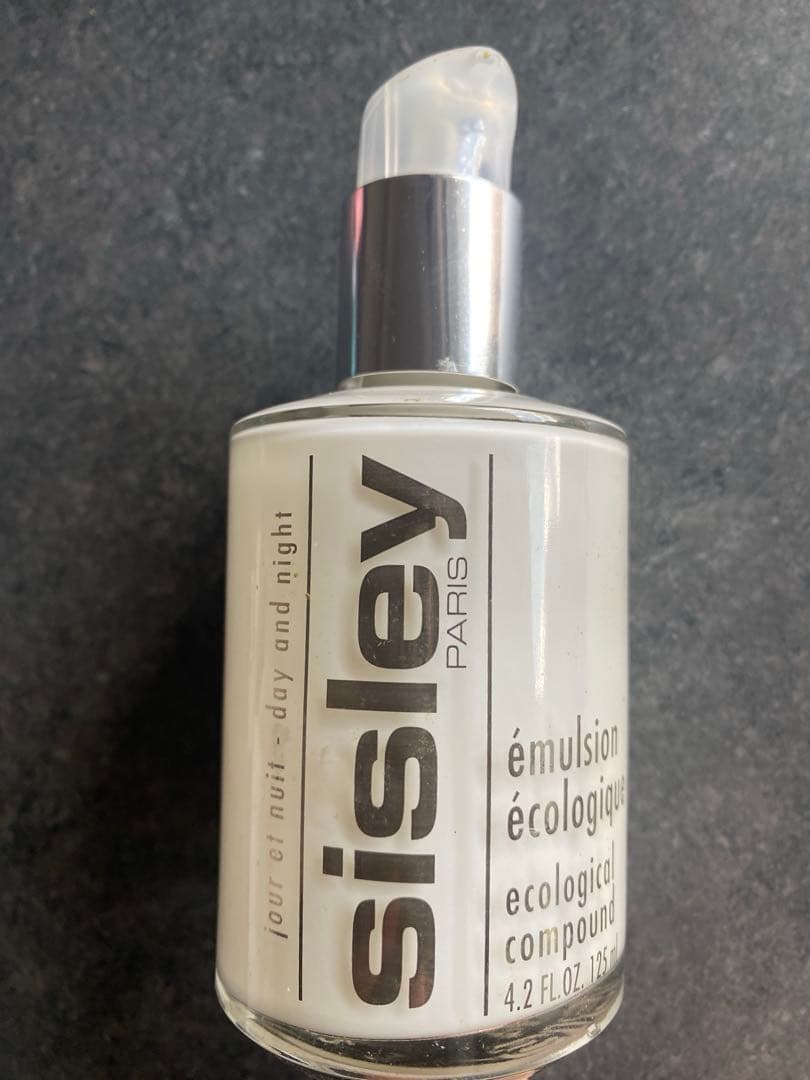 jour et nuit - day and night
sisley
PARIS
émulsion
écologique
ecological
compound
4.2 FL.OZ. 125 ml